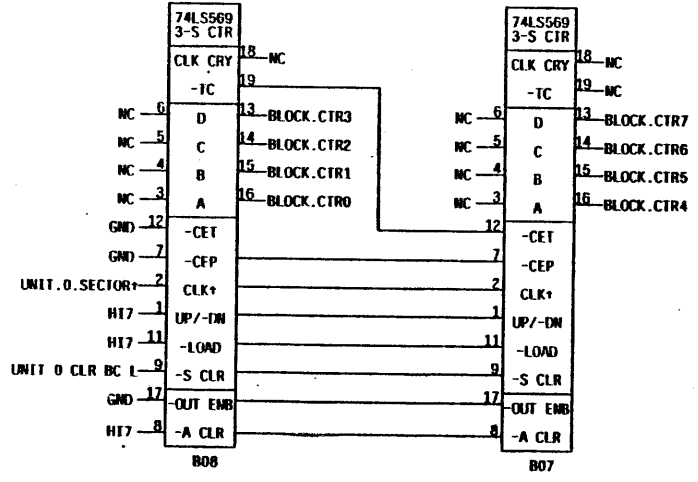 74LS569
3-S CTR
CLK CRY 18 NC
-TC 19
NC 6 D 13 BLOCK.CTR3
NC 5 C 14 BLOCK.CTR2
NC 4 B 15 BLOCK.CTR1
NC 3 A 16 BLOCK.CTR0
GND 12 -CET
GND 7 -CEP
UNIT.0.SECTOR↑ 2 CLK↑
HI7 1 UP/-DN
HI7 11 -LOAD
UNIT 0 CLR BC L 9 -S CLR
GND 17 -OUT ENB
HI7 8 -A CLR
B08
74LS569
3-S CTR
CLK CRY 18 NC
-TC 19 NC
NC 6 D 13 BLOCK.CTR7
NC 5 C 14 BLOCK.CTR6
NC 4 B 15 BLOCK.CTR5
NC 3 A 16 BLOCK.CTR4
12 -CET
7 -CEP
2 CLK↑
1 UP/-DN
11 -LOAD
9 -S CLR
17 -OUT ENB
8 -A CLR
B07